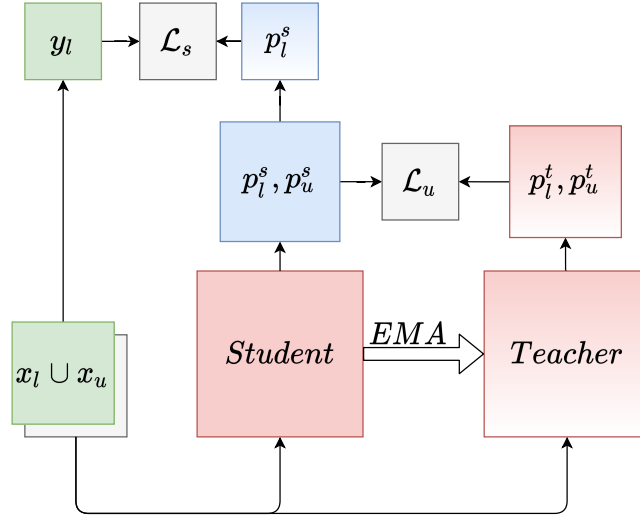 y_l
ℒ_s
p_l^s
p_l^s, p_u^s
ℒ_u
p_l^t, p_u^t
x_l ∪ x_u
Student
EMA
Teacher